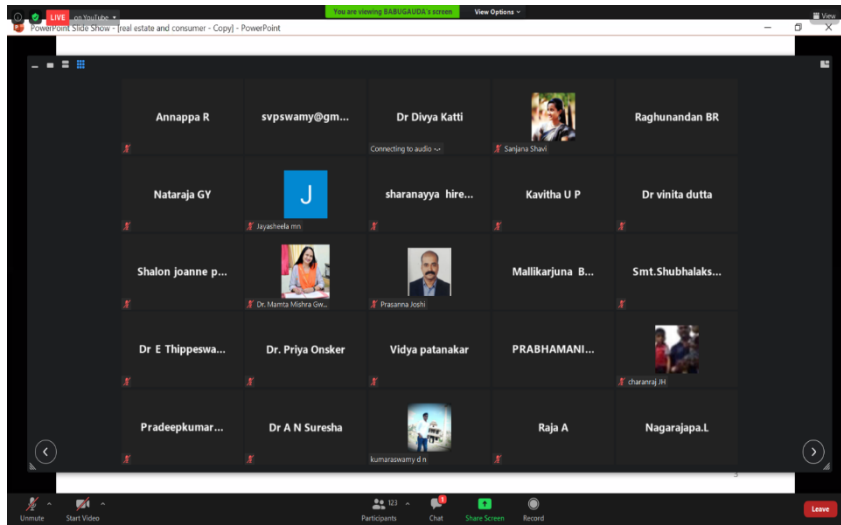 LIVE on YouTube
You are viewing BABUGAUDA's screen View Options
View
PowerPoint Slide Show - [real estate and consumer - Copy] - PowerPoint
Annappa R
svpswamy@gm...
Dr Divya Katti
Connecting to audio
Sanjana Shavi
Raghunandan BR
Nataraja GY
J
Jayasheela mn
sharanayya hire...
Kavitha U P
Dr vinita dutta
Shalon joanne p...
Dr. Mamta Mishra Gw...
Prasanna Joshi
Mallikarjuna B...
Smt.Shubhalaks...
Dr E Thippeswa...
Dr. Priya Onsker
Vidya patanakar
PRABHAMANI...
charanraj JH
Pradeepkumar...
Dr A N Suresha
kumaraswamy d n
Raja A
Nagarajapa.L
3
Unmute
Start Video
123
Participants
1
Chat
Share Screen
Record
Leave